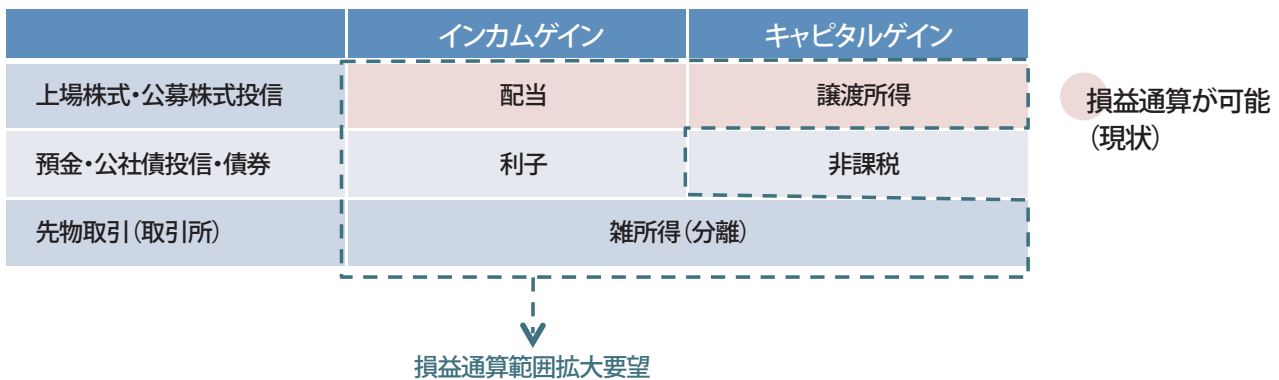 インカムゲイン キャピタルゲイン
上場株式・公募株式投信 配当 譲渡所得
預金・公社債投信・債券 利子 非課税
先物取引(取引所) 雑所得(分離)
損益通算が可能
(現状)
損益通算範囲拡大要望